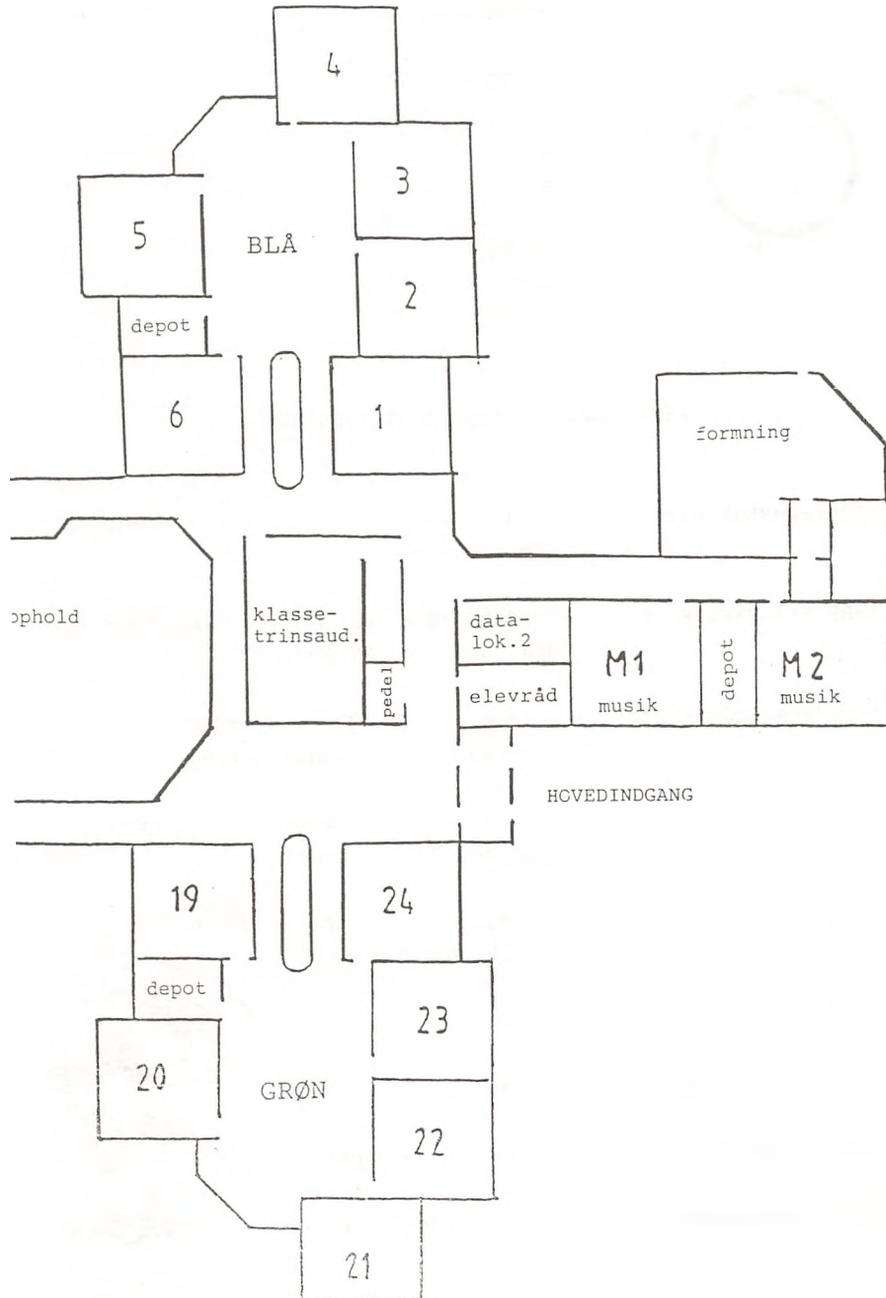 4
3
5
BLÅ
2
depot
6
1
formning
ophold
klasse-
trinsaud.
pedel
data-
lok.2
elevråd
M1
musik
depot
M2
musik
HOVEDINDGANG
19
24
depot
23
20
GRØN
22
21